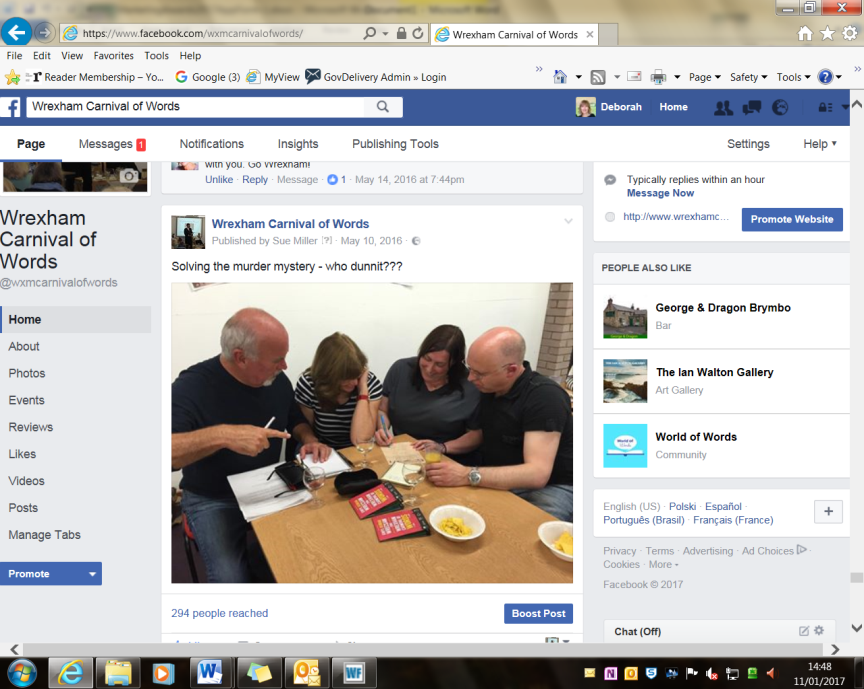 https://www.facebook.com/wxmcarnivalofwords/
Wrexham Carnival of Words
File Edit View Favorites Tools Help
Reader Membership – Yo...
Google (3)
MyView
GovDelivery Admin » Login
Page
Safety
Tools
Wrexham Carnival of Words
Deborah
Home
Page
Messages 1
Notifications
Insights
Publishing Tools
Settings
Help
with you. Go Wrexham!
Unlike · Reply · Message · 1 · May 14, 2016 at 7:44pm
Wrexham
Carnival of
Words
@wxmcarnivalofwords
Home
About
Photos
Events
Reviews
Likes
Videos
Posts
Manage Tabs
Promote
Wrexham Carnival of Words
Published by Sue Miller [?] · May 10, 2016 ·
Solving the murder mystery - who dunnit???
294 people reached
Boost Post
Typically replies within an hour
Message Now
http://www.wrexhamc...
Promote Website
PEOPLE ALSO LIKE
George & Dragon Brymbo
Bar
The Ian Walton Gallery
Art Gallery
World of Words
Community
English (US) · Polski · Español ·
Português (Brasil) · Français (France)
+
Privacy · Terms · Advertising · Ad Choices ·
Cookies · More
Facebook © 2017
Chat (Off)
14:48
11/01/2017